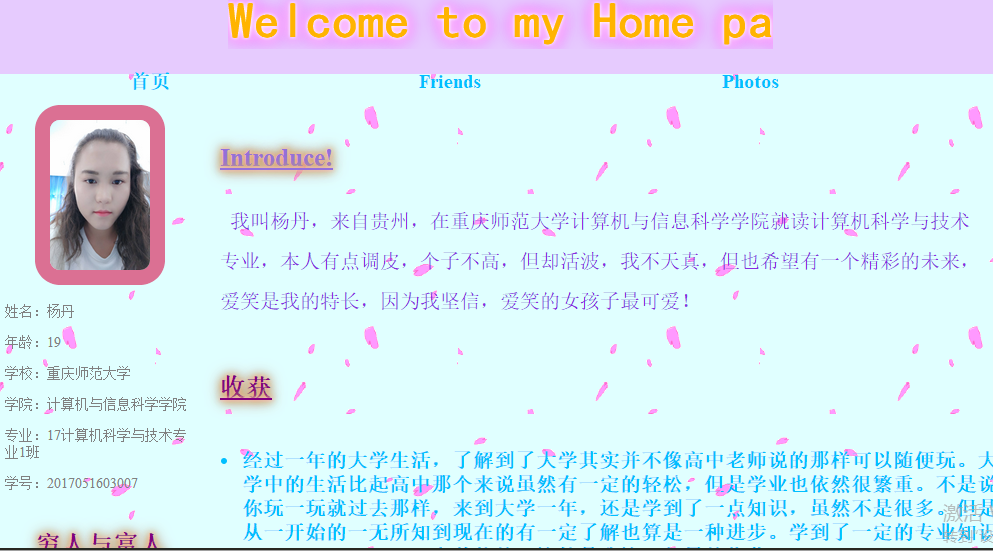 Welcome to my Home pa
首页 Friends Photos
Introduce!
我叫杨丹，来自贵州，在重庆师范大学计算机与信息科学学院就读计算机科学与技术
专业，本人有点调皮，个子不高，但却活波，我不天真，但也希望有一个精彩的未来，
爱笑是我的特长，因为我坚信，爱笑的女孩子最可爱！
姓名：杨丹
年龄：19
学校：重庆师范大学
学院：计算机与信息科学学院
专业：17计算机科学与技术专
业1班
学号：2017051603007
穷人与富人
收获
经过一年的大学生活，了解到了大学其实并不像高中老师说的那样可以随便玩。大
学中的生活比起高中那个来说虽然有一定的轻松，但是学业也依然很繁重。不是说
你玩一玩就过去那样，来到大学一年，还是学到了一点知识，虽然不是很多。但是
从一开始的一无所知到现在的有一定了解也算是一种进步。学到了一定的专业知识
激活
转到"设